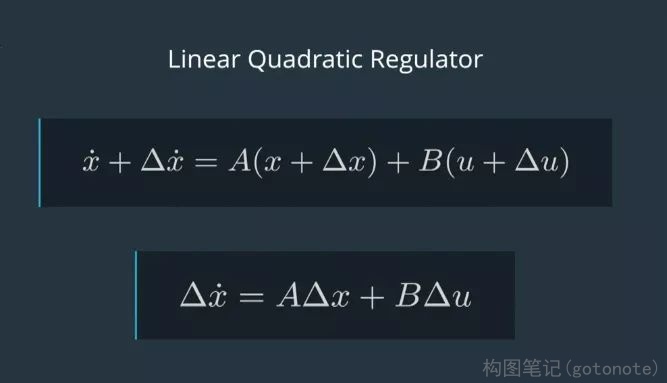 Linear Quadratic Regulator
ẋ + Δẋ = A(x + Δx) + B(u + Δu)
Δẋ = AΔx + BΔu
构图笔记(gotonote)